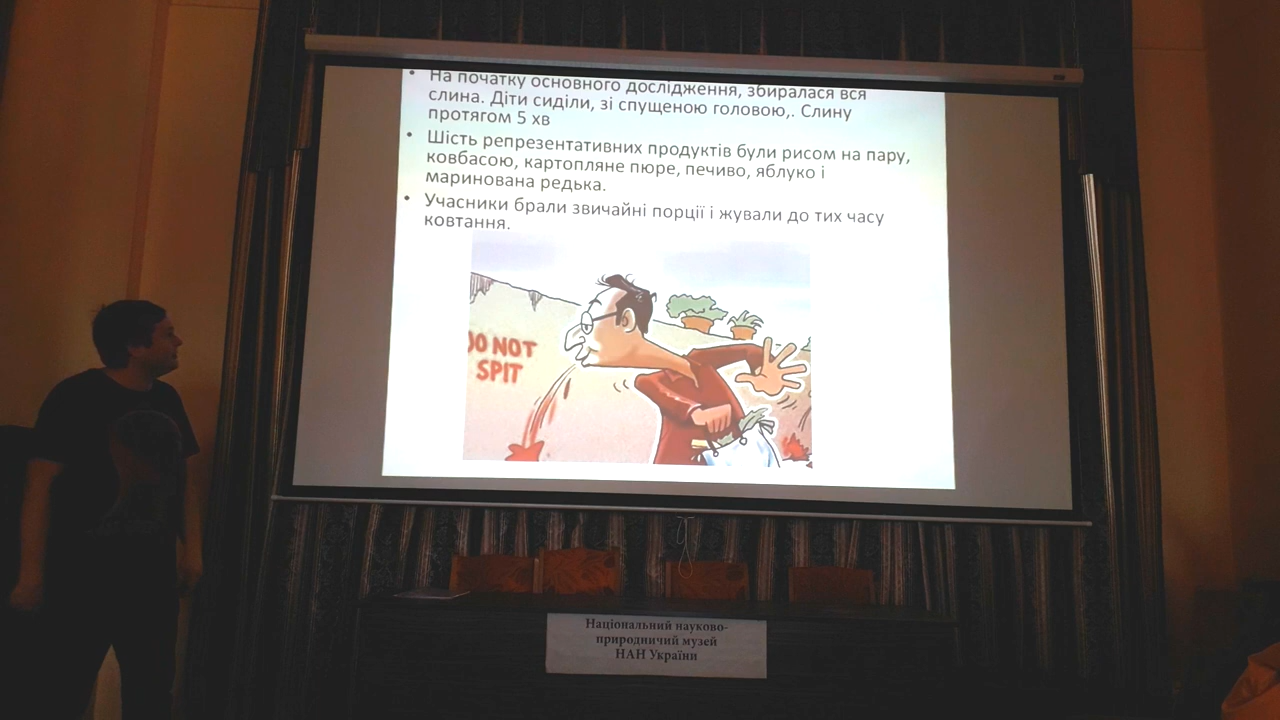 • На початку основного дослідження, збиралася вся
слина. Діти сиділи, зі спущеною головою,. Слину
протягом 5 хв
• Шість репрезентативних продуктів були рисом на пару,
ковбасою, картопляне пюре, печиво, яблуко і
маринована редька.
• Учасники брали звичайні порції і жували до тих часу
ковтання.
DO NOT
SPIT
Національний науково-
природничий музей
НАН України